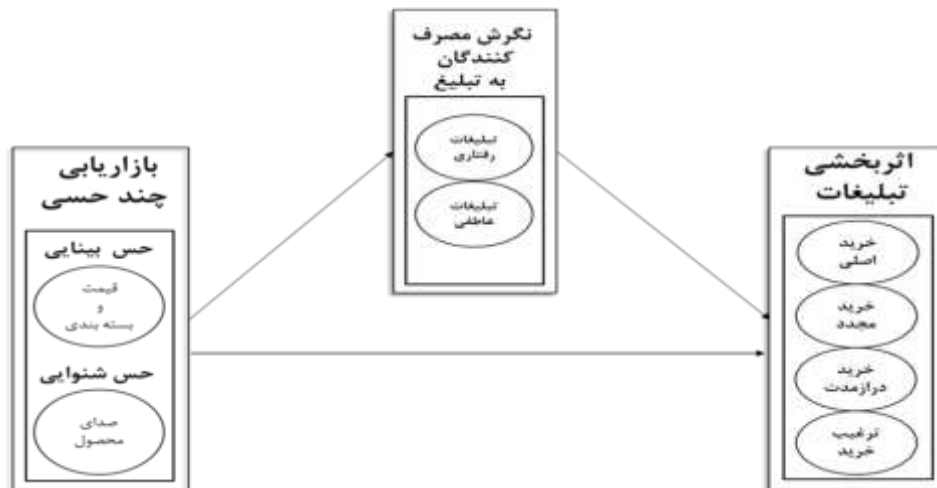 نگرش مصرف
کنندگان
به تبلیغ
تبلیغات
رفتاری
تبلیغات
عاطفی
اثربخشی
تبلیغات
خرید
اصلی
خرید
مجدد
خرید
درازمدت
ترغیب
خرید
بازاریابی
چند حسی
حس بینایی
قیمت
و
بسته بندی
حس شنوایی
صدای
محصول